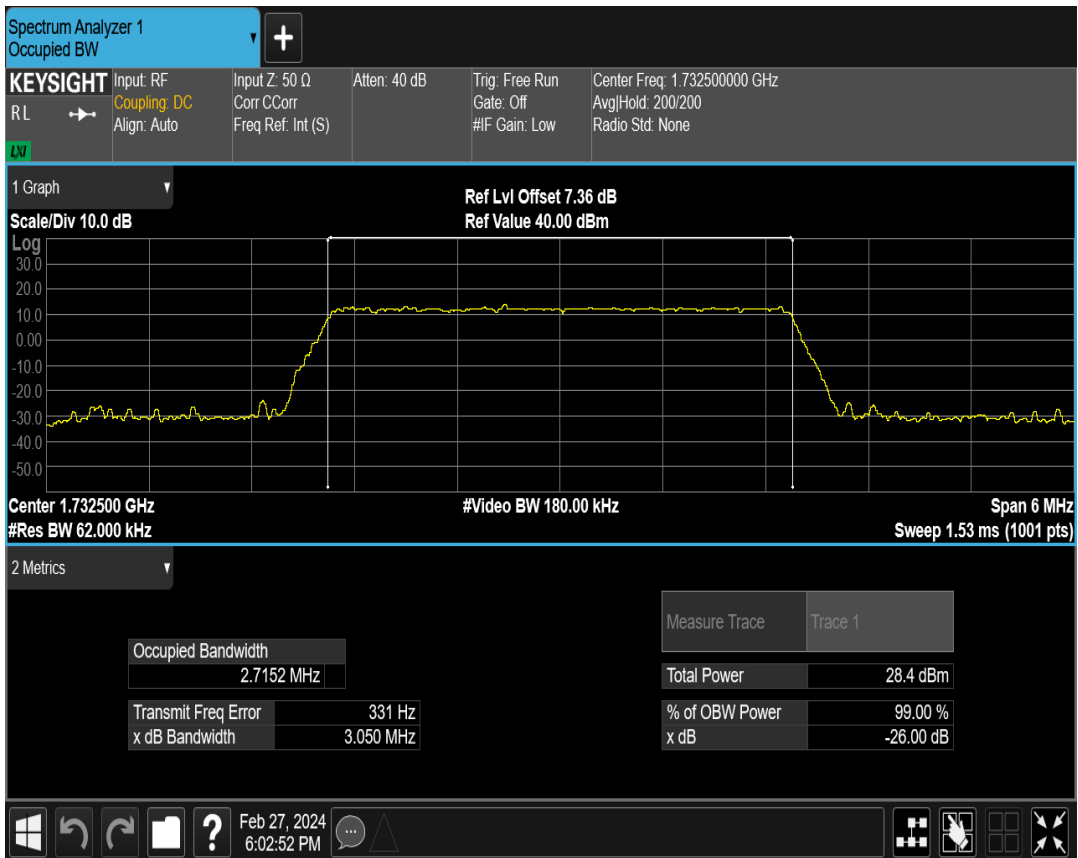 Spectrum Analyzer 1
Occupied BW
+
KEYSIGHT
RL
LXI
Input: RF
Coupling: DC
Align: Auto
Input Z: 50 Ω
Corr CCorr
Freq Ref: Int (S)
Atten: 40 dB
Trig: Free Run
Gate: Off
#IF Gain: Low
Center Freq: 1.732500000 GHz
Avg|Hold: 200/200
Radio Std: None
1 Graph
Scale/Div 10.0 dB
Ref Lvl Offset 7.36 dB
Ref Value 40.00 dBm
Log
30.0
20.0
10.0
0.00
-10.0
-20.0
-30.0
-40.0
-50.0
Center 1.732500 GHz
#Video BW 180.00 kHz
Span 6 MHz
#Res BW 62.000 kHz
Sweep 1.53 ms (1001 pts)
2 Metrics
Measure Trace Trace 1
Occupied Bandwidth
2.7152 MHz
Total Power 28.4 dBm
Transmit Freq Error 331 Hz
% of OBW Power 99.00 %
x dB Bandwidth 3.050 MHz
x dB -26.00 dB
?
Feb 27, 2024
6:02:52 PM